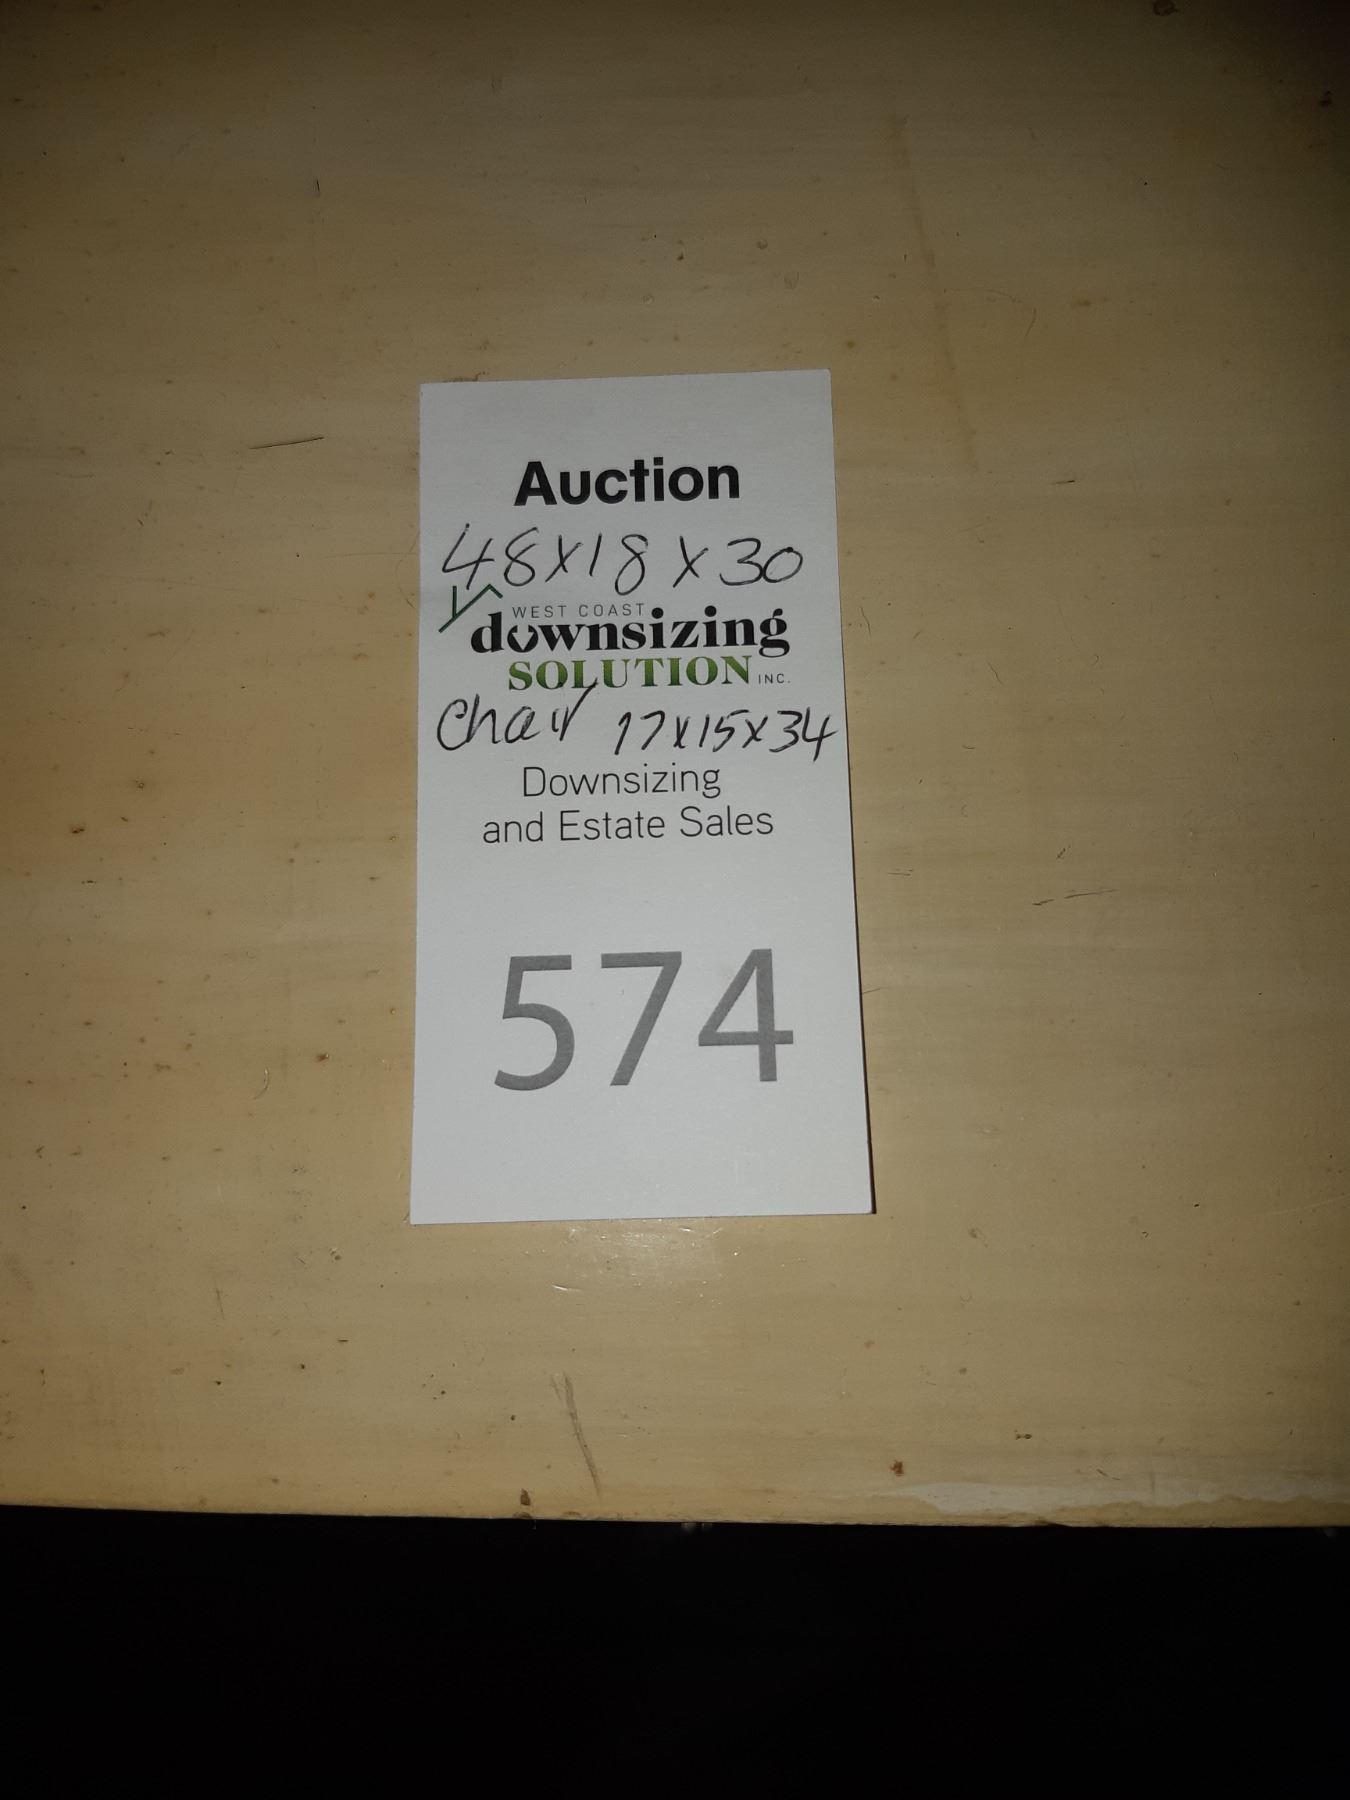 Auction
48x18x30
WEST COAST
downsizing
SOLUTION INC.
Chair 17x15x34
Downsizing
and Estate Sales
574